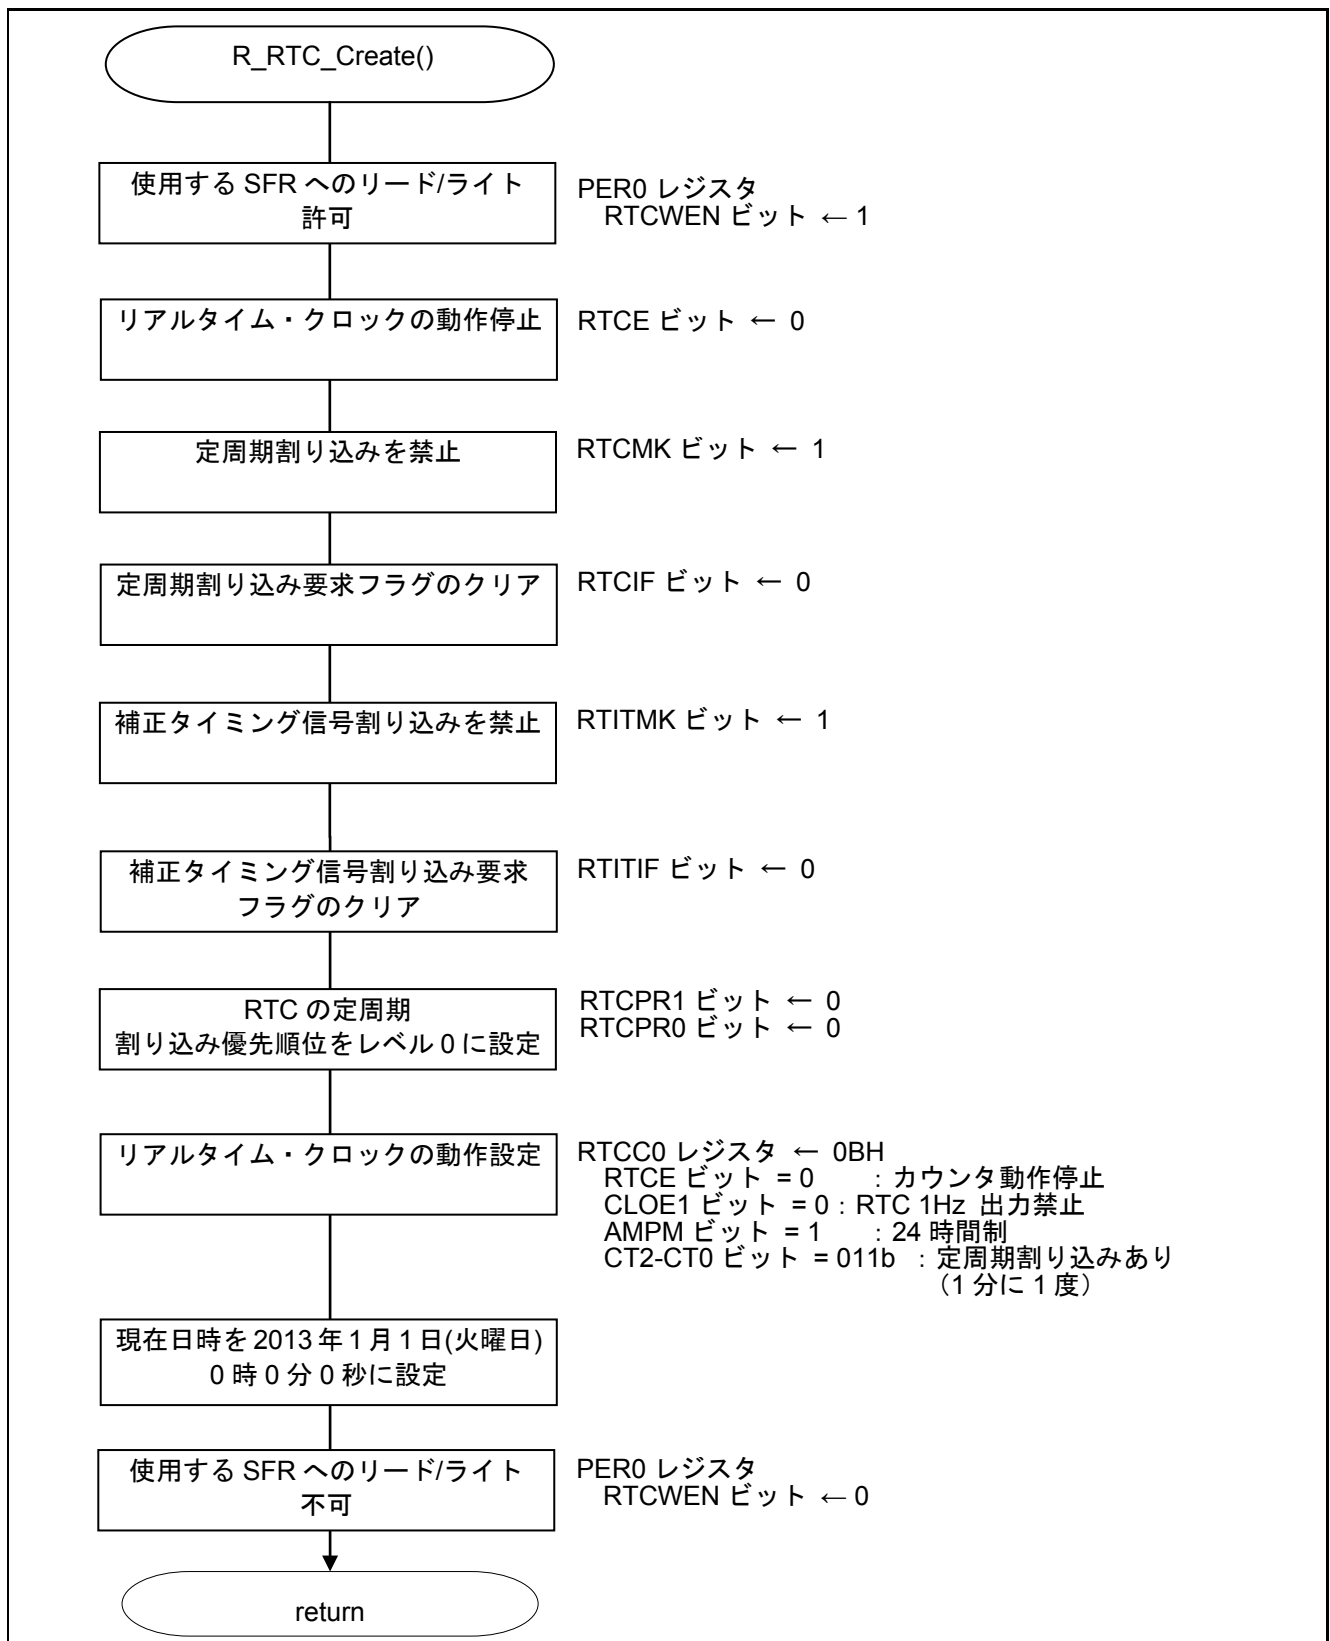 R_RTC_Create()
使用する SFR へのリード/ライト
許可
PER0 レジスタ
RTCWEN ビット ← 1
リアルタイム・クロックの動作停止
RTCE ビット ← 0
定周期割り込みを禁止
RTCMK ビット ← 1
定周期割り込み要求フラグのクリア
RTCIF ビット ← 0
補正タイミング信号割り込みを禁止
RTITMK ビット ← 1
補正タイミング信号割り込み要求
フラグのクリア
RTITIF ビット ← 0
RTC の定周期
割り込み優先順位をレベル 0 に設定
RTCPR1 ビット ← 0
RTCPR0 ビット ← 0
リアルタイム・クロックの動作設定
RTCC0 レジスタ ← 0BH
RTCE ビット = 0 : カウンタ動作停止
CLOE1 ビット = 0 : RTC 1Hz 出力禁止
AMPM ビット = 1 : 24 時間制
CT2-CT0 ビット = 011b : 定周期割り込みあり
(1 分に 1 度)
現在日時を 2013 年 1 月 1 日(火曜日)
0 時 0 分 0 秒に設定
使用する SFR へのリード/ライト
不可
PER0 レジスタ
RTCWEN ビット ← 0
return